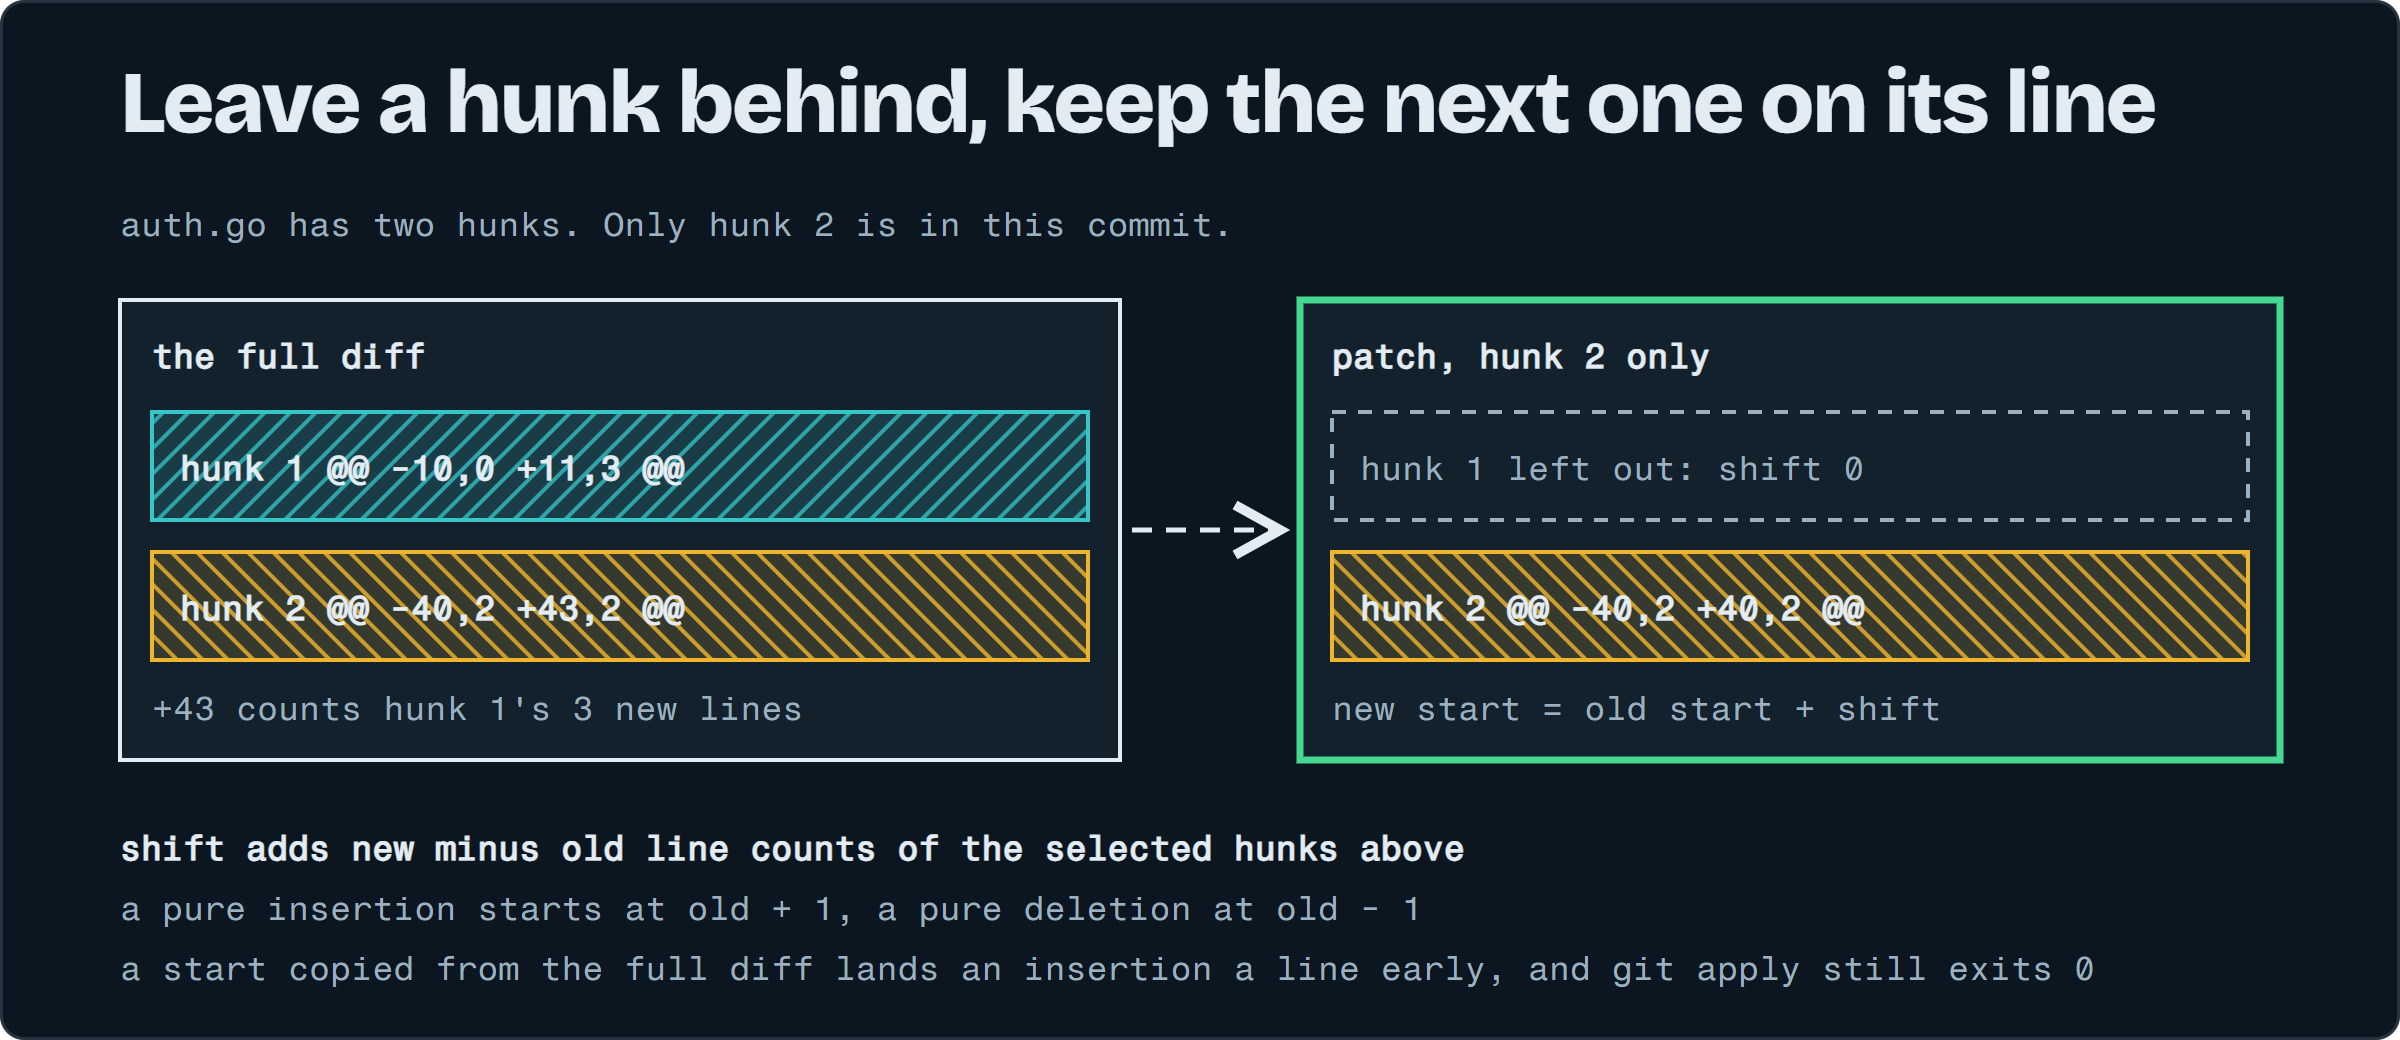 Leave a hunk behind, keep the next one on its line
auth.go has two hunks. Only hunk 2 is in this commit.
the full diff
hunk 1 @@ -10,0 +11,3 @@
hunk 2 @@ -40,2 +43,2 @@
+43 counts hunk 1's 3 new lines
patch, hunk 2 only
hunk 1 left out: shift 0
hunk 2 @@ -40,2 +40,2 @@
new start = old start + shift
shift adds new minus old line counts of the selected hunks above
a pure insertion starts at old + 1, a pure deletion at old - 1
a start copied from the full diff lands an insertion a line early, and git apply still exits 0